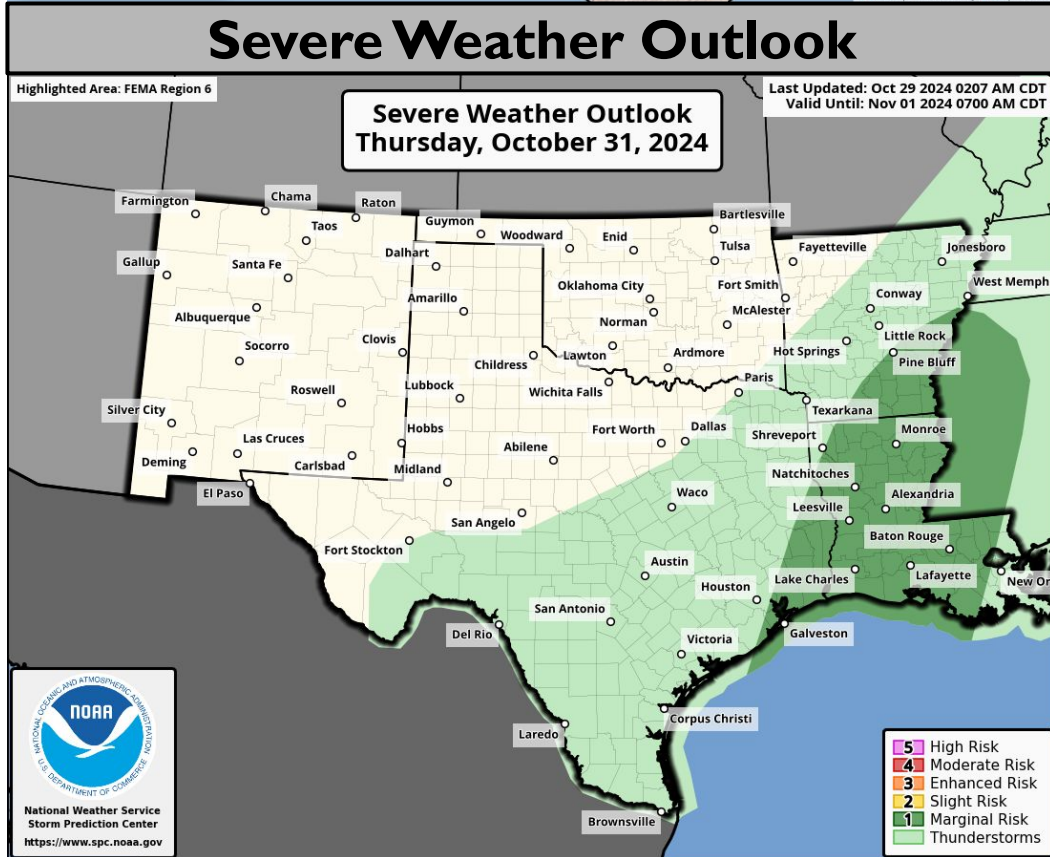 Severe Weather Outlook
Highlighted Area: FEMA Region 6
Last Updated: Oct 29 2024 0207 AM CDT
Valid Until: Nov 01 2024 0700 AM CDT
Severe Weather Outlook
Thursday, October 31, 2024
Farmington
Chama
Raton
Taos
Guymon
Woodward
Enid
Bartlesville
Tulsa
Fayetteville
Jonesboro
Gallup
Santa Fe
Dalhart
Oklahoma City
Fort Smith
West Memph
Albuquerque
Amarillo
Norman
McAlester
Conway
Socorro
Clovis
Childress
Lawton
Ardmore
Hot Springs
Little Rock
Pine Bluff
Roswell
Lubbock
Wichita Falls
Paris
Silver City
Las Cruces
Hobbs
Abilene
Fort Worth
Dallas
Texarkana
Shreveport
Monroe
Deming
Carlsbad
Midland
Natchitoches
El Paso
San Angelo
Waco
Leesville
Alexandria
Fort Stockton
Baton Rouge
Austin
Houston
Lake Charles
Lafayette
New Or
San Antonio
Del Rio
Victoria
Galveston
Laredo
Corpus Christi
Brownsville
NATIONAL OCEANIC AND ATMOSPHERIC ADMINISTRATION
NOAA
U.S. DEPARTMENT OF COMMERCE
National Weather Service
Storm Prediction Center
https://www.spc.noaa.gov
5 High Risk
4 Moderate Risk
3 Enhanced Risk
2 Slight Risk
1 Marginal Risk
Thunderstorms